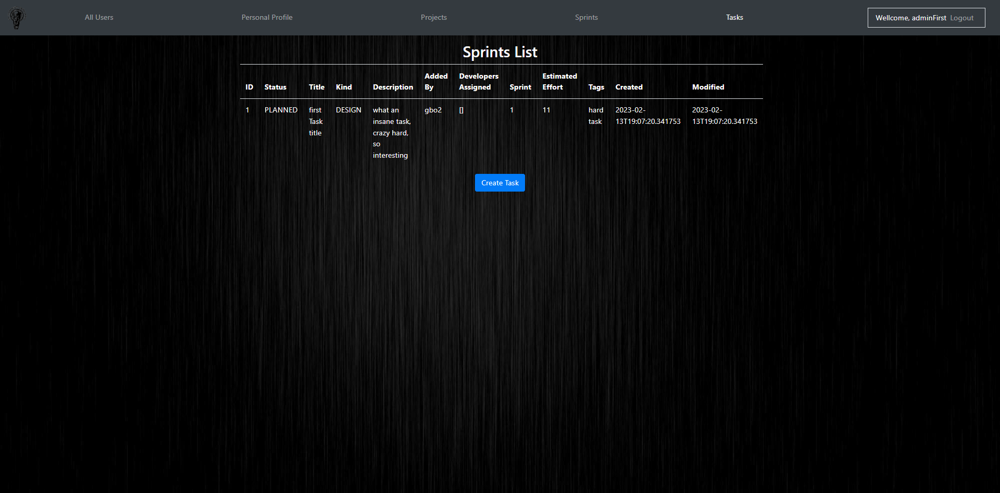 All Users Personal Profile Projects Sprints Tasks Wellcome, adminFirst Logout
Sprints List
ID Status Title Kind Description Added By Developers Assigned Sprint Estimated Effort Tags Created Modified
1 PLANNED first DESIGN what an gbo2 [] 1 11 hard 2023-02- 2023-02-
Task insane task, task 13T19:07:20.341753 13T19:07:20.341753
title crazy hard,
so
interesting
Create Task